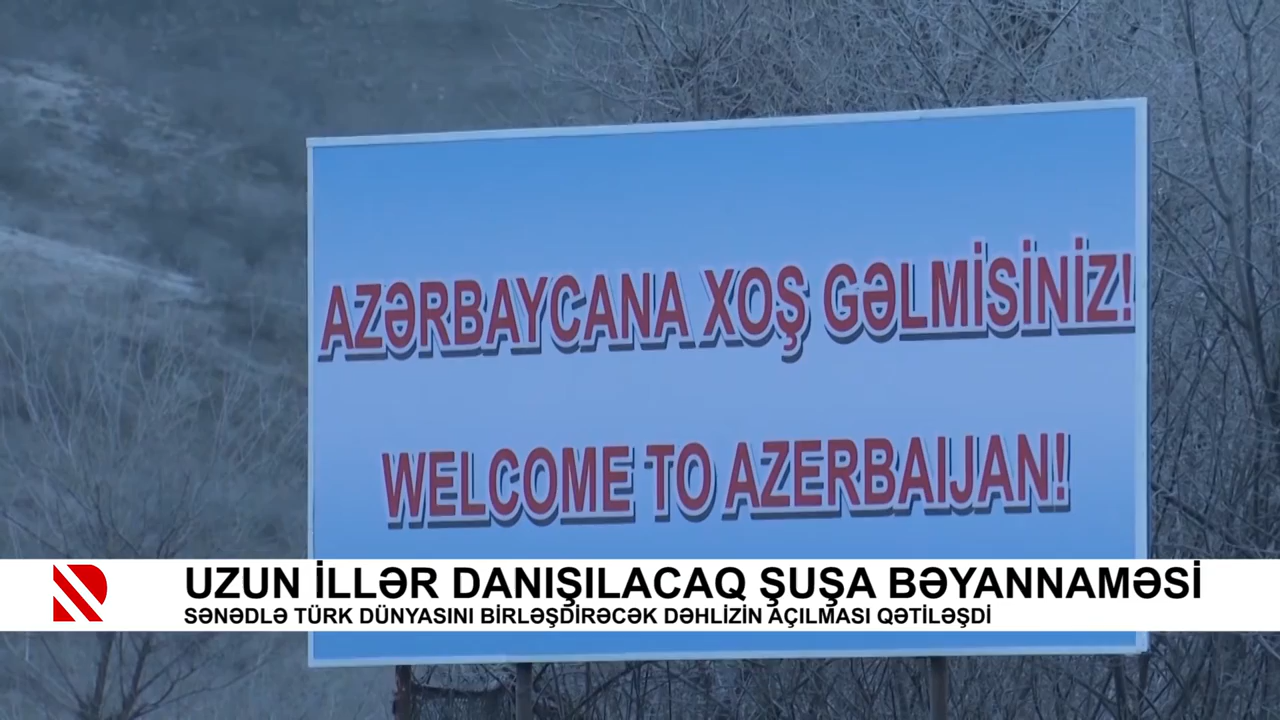 AZƏRBAYCANA XOŞ GƏLMİSİNİZ!
WELCOME TO AZERBAIJAN!
UZUN İLLƏR DANIŞILACAQ ŞUŞA BƏYANNAMƏSİ
SƏNƏDLƏ TÜRK DÜNYASINI BİRLƏŞDİRƏCƏK DƏHLİZİN AÇILMASI QƏTİLƏŞDİ